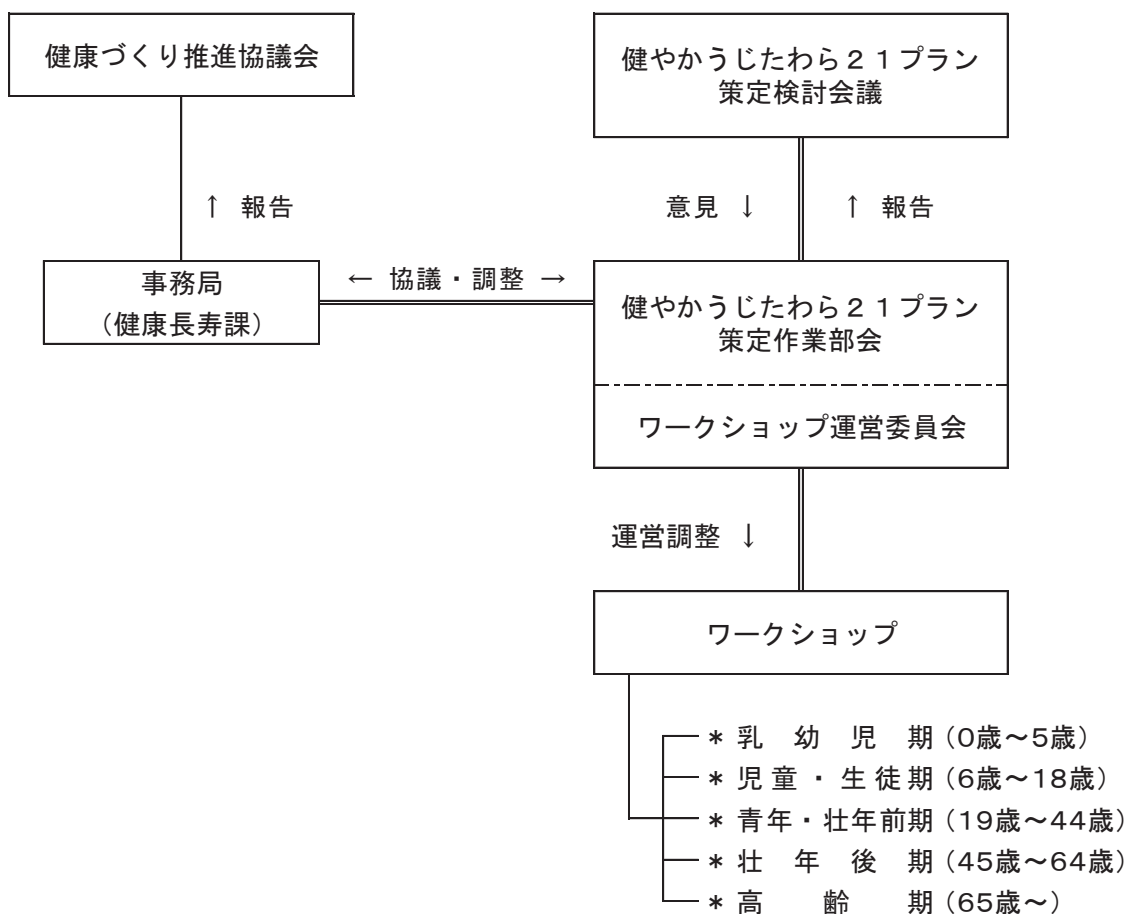 健康づくり推進協議会
健やかうじたわら２１プラン
策定検討会議
↑ 報告
意見 ↓
↑ 報告
事務局
（健康長寿課）
← 協議・調整 →
健やかうじたわら２１プラン
策定作業部会
ワークショップ運営委員会
運営調整 ↓
ワークショップ
＊ 乳幼児期（0歳～5歳）
＊ 児童・生徒期（6歳～18歳）
＊ 青年・壮年前期（19歳～44歳）
＊ 壮年後期（45歳～64歳）
＊ 高齢期（65歳～）